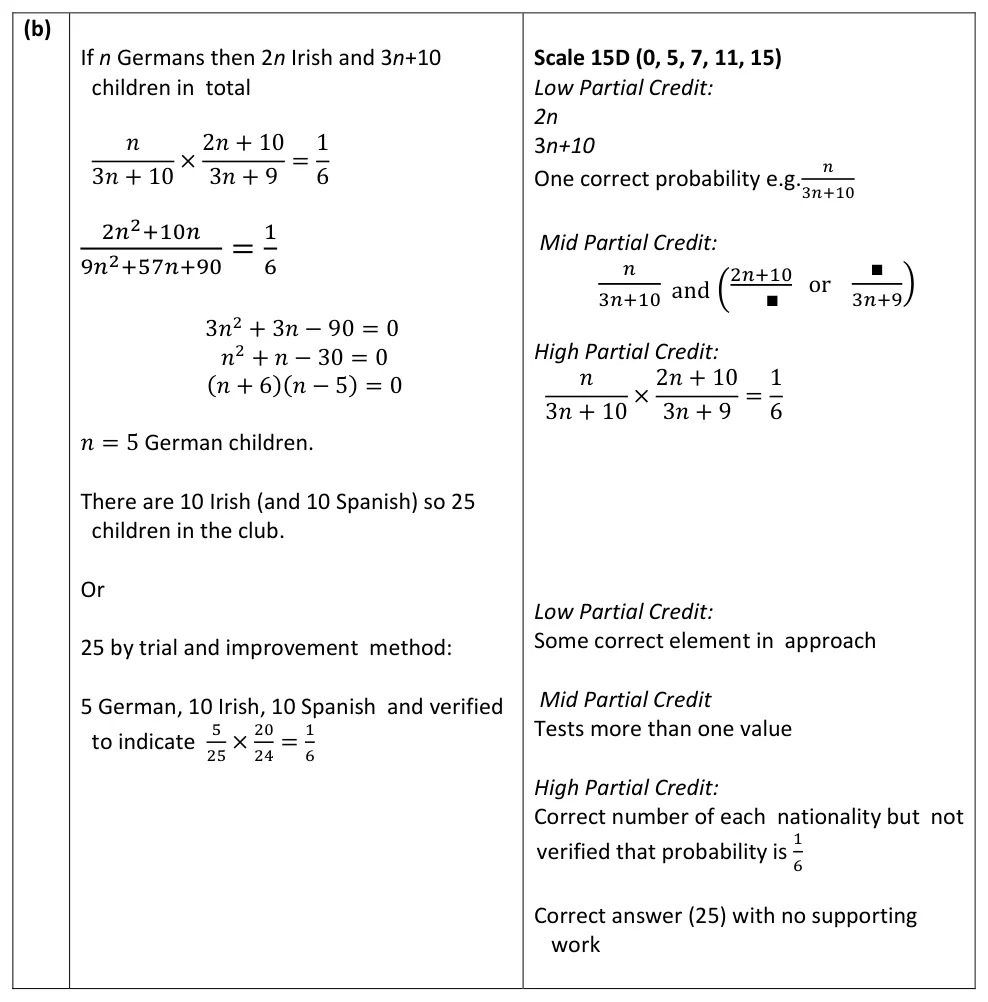 (b)
If n Germans then 2n Irish and 3n+10
children in total
n/(3n + 10) × (2n + 10)/(3n + 9) = 1/6
(2n²+10n)/(9n²+57n+90) = 1/6
3n² + 3n − 90 = 0
n² + n − 30 = 0
(n + 6)(n − 5) = 0
n = 5 German children.
There are 10 Irish (and 10 Spanish) so 25
children in the club.
Or
25 by trial and improvement method:
5 German, 10 Irish, 10 Spanish and verified
to indicate 5/25 × 20/24 = 1/6
Scale 15D (0, 5, 7, 11, 15)
Low Partial Credit:
2n
3n+10
One correct probability e.g. n/(3n+10)
Mid Partial Credit:
n/(3n+10) and ((2n+10)/■ or ■/(3n+9))
High Partial Credit:
n/(3n + 10) × (2n + 10)/(3n + 9) = 1/6
Low Partial Credit:
Some correct element in approach
Mid Partial Credit
Tests more than one value
High Partial Credit:
Correct number of each nationality but not
verified that probability is 1/6
Correct answer (25) with no supporting
work